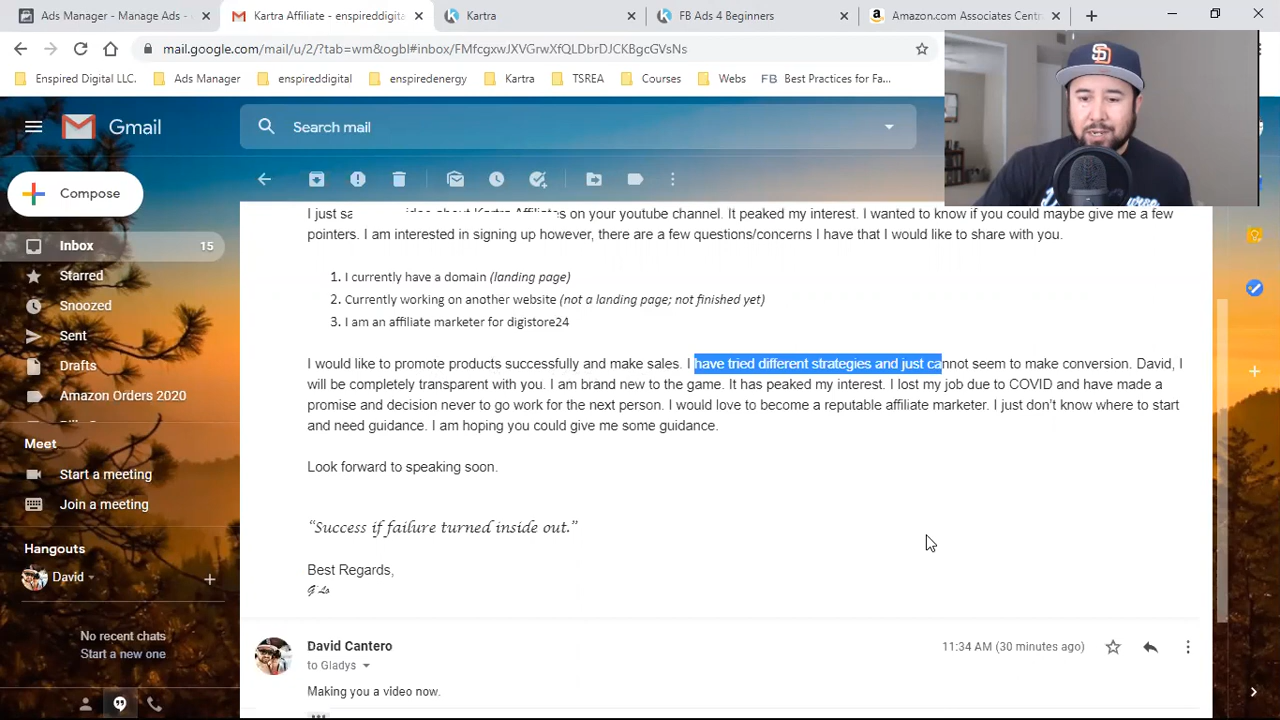 Ads Manager - Manage Ads -
Kartra Affiliate - enspireddigita
Kartra
FB Ads 4 Beginners
Amazon.com Associates Centr
mail.google.com/mail/u/2/?tab=wm&ogbl#inbox/FMfcgxwJXVGrwXfQLDbrDJCKBgcGVsNs
Enspired Digital LLC.
Ads Manager
enspireddigital
enspiredenergy
Kartra
TSREA
Courses
Webs
FB Best Practices for Fa...
Gmail
Search mail
Compose
Inbox 15
Starred
Snoozed
Sent
Drafts
Amazon Orders 2020
Meet
Start a meeting
Join a meeting
Hangouts
David
No recent chats
Start a new one
I just sa about Kartra Affiliates on your youtube channel. It peaked my interest. I wanted to know if you could maybe give me a few
pointers. I am interested in signing up however, there are a few questions/concerns I have that I would like to share with you.
1. I currently have a domain (landing page)
2. Currently working on another website (not a landing page; not finished yet)
3. I am an affiliate marketer for digistore24
I would like to promote products successfully and make sales. I have tried different strategies and just cannot seem to make conversion. David, I
will be completely transparent with you. I am brand new to the game. It has peaked my interest. I lost my job due to COVID and have made a
promise and decision never to go work for the next person. I would love to become a reputable affiliate marketer. I just don't know where to start
and need guidance. I am hoping you could give me some guidance.
Look forward to speaking soon.
“Success if failure turned inside out.”
Best Regards,
David Cantero
11:34 AM (30 minutes ago)
to Gladys
Making you a video now.